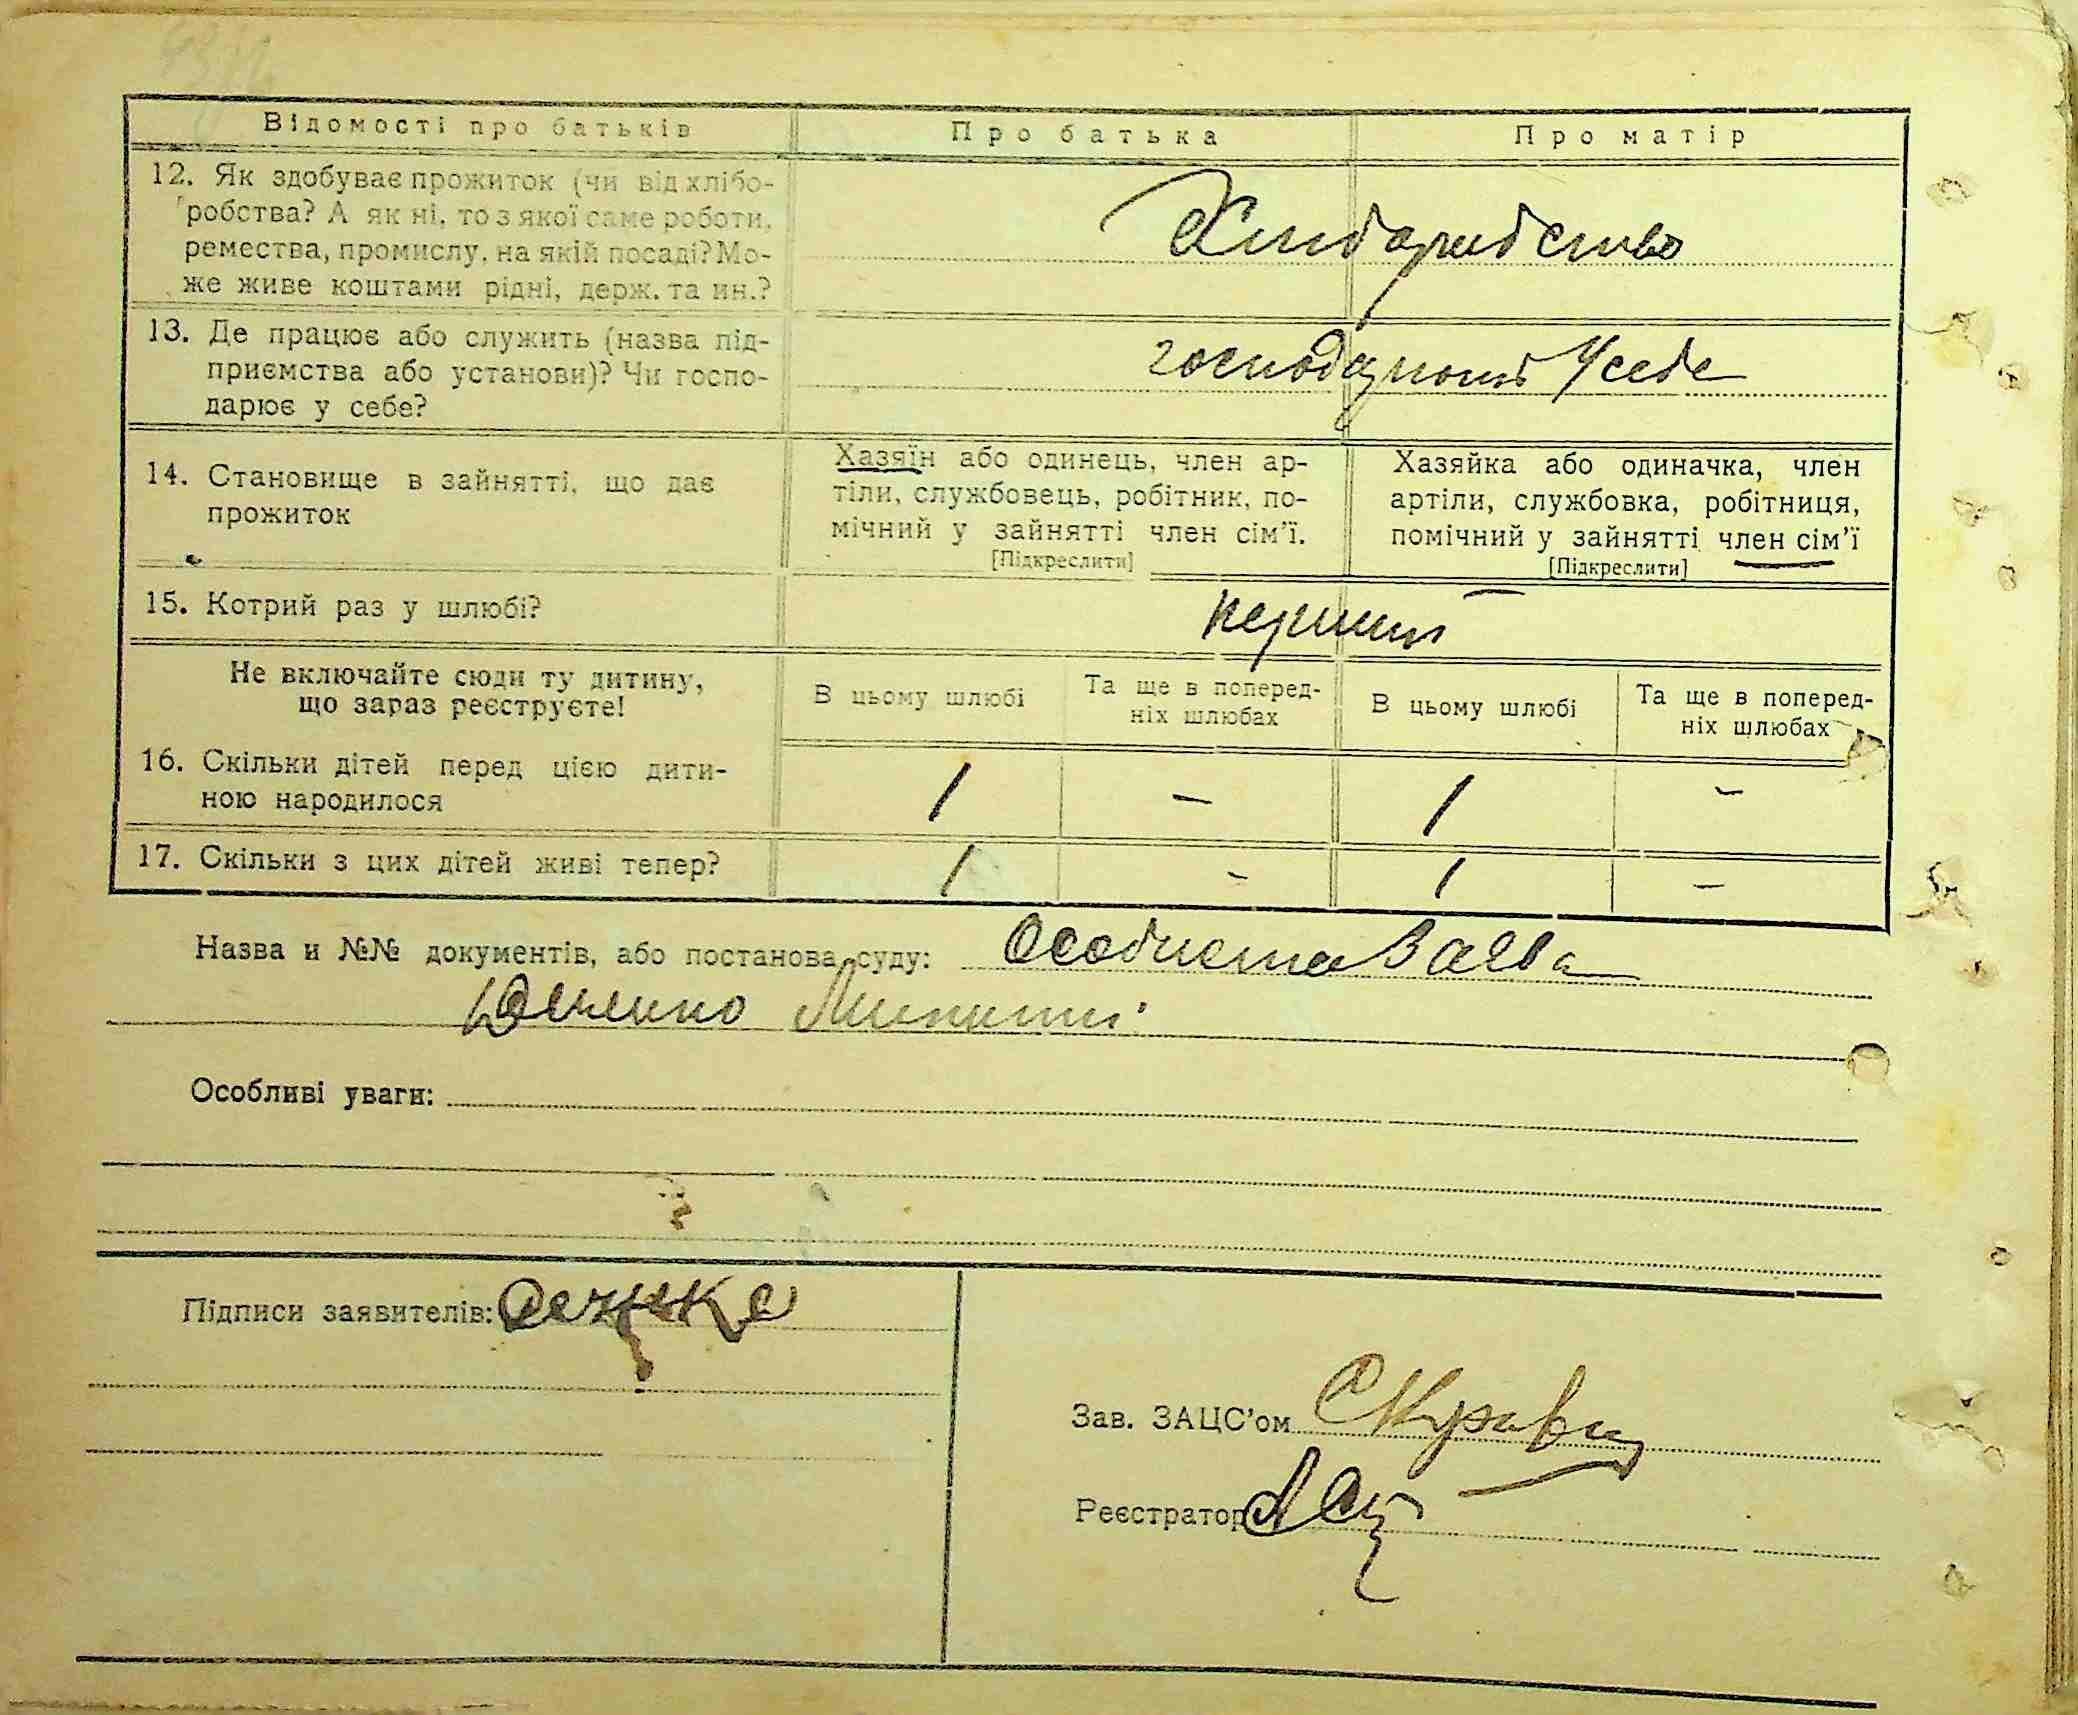 Відомості про батьків Про батька Про матір
12. Як здобуває прожиток (чи від хлібо-
робства? А як ні, то з якої саме роботи,
ремества, промислу, на якій посаді? Мо-
же живе коштами рідні, держ. та ин.?
13. Де працює або служить (назва під-
приємства або установи)? Чи госпо-
дарює у себе?
Усебе
14. Становище в зайнятті, що дає
прожиток
Хазяїн або одинець, член ар-
тіли, службовець, робітник, по-
мічний у зайнятті член сім'ї.
[Підкреслити]
Хазяйка або одиначка, член
артіли, службовка, робітниця,
помічний у зайнятті член сім'ї
[Підкреслити]
15. Котрий раз у шлюбі?
перший
Не включайте сюди ту дитину,
що зараз реєструєте!
В цьому шлюбі
Та ще в поперед-
ніх шлюбах
В цьому шлюбі
Та ще в поперед-
ніх шлюбах
16. Скільки дітей перед цією дити-
ною народилося
1 – 1 –
17. Скільки з цих дітей живі тепер? 1 – 1 –
Назва и №№ документів, або постанова суду: Особиста Заява
Особливі уваги:
Підписи заявителів:
Зав. ЗАЦС'ом
Реєстратор